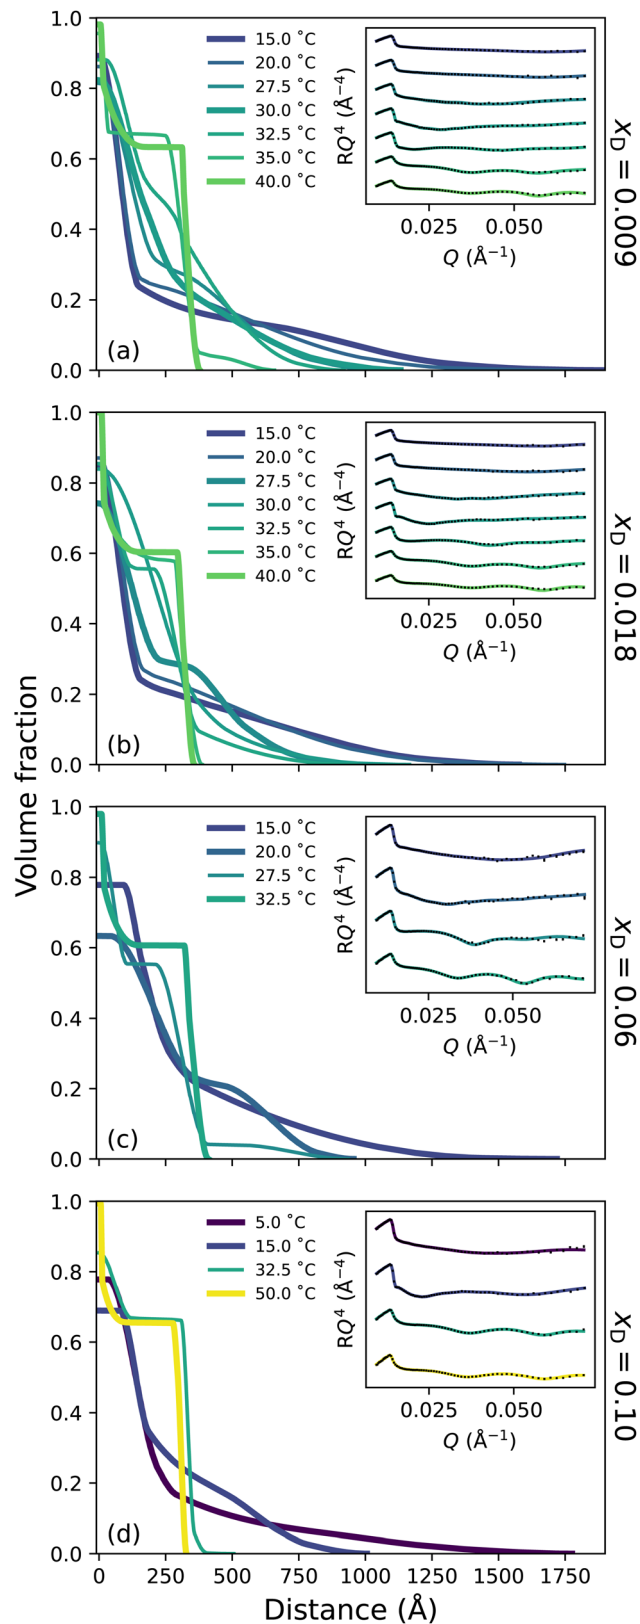 1.0
0.8
0.6
0.4
0.2
0.0
15.0 ˚C
20.0 ˚C
27.5 ˚C
30.0 ˚C
32.5 ˚C
35.0 ˚C
40.0 ˚C
RQ⁴ (Å⁻⁴)
0.025 0.050
Q (Å⁻¹)
(a)
x_D = 0.009
1.0
0.8
0.6
0.4
0.2
0.0
15.0 ˚C
20.0 ˚C
27.5 ˚C
30.0 ˚C
32.5 ˚C
35.0 ˚C
40.0 ˚C
RQ⁴ (Å⁻⁴)
0.025 0.050
Q (Å⁻¹)
(b)
x_D = 0.018
Volume fraction
1.0
0.8
0.6
0.4
0.2
0.0
15.0 ˚C
20.0 ˚C
27.5 ˚C
32.5 ˚C
RQ⁴ (Å⁻⁴)
0.025 0.050
Q (Å⁻¹)
(c)
x_D = 0.06
1.0
0.8
0.6
0.4
0.2
0.0
5.0 ˚C
15.0 ˚C
32.5 ˚C
50.0 ˚C
RQ⁴ (Å⁻⁴)
0.025 0.050
Q (Å⁻¹)
(d)
x_D = 0.10
0 250 500 750 1000 1250 1500 1750
Distance (Å)